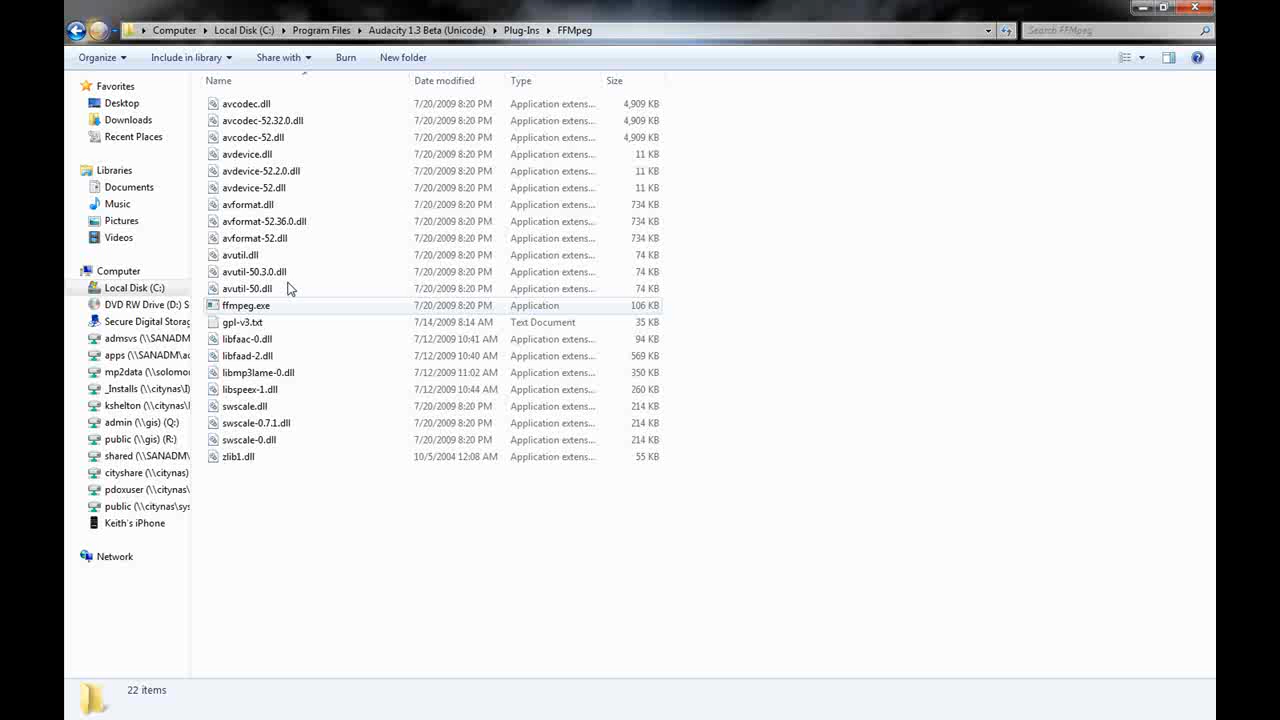 Computer Local Disk (C:) Program Files Audacity 1.3 Beta (Unicode) Plug-Ins FFMpeg Search FFMpeg
Organize Include in library Share with Burn New folder
Name Date modified Type Size
Favorites
Desktop
Downloads
Recent Places
Libraries
Documents
Music
Pictures
Videos
Computer
Local Disk (C:)
DVD RW Drive (D:) S
Secure Digital Storag
admsvs (\\SANADM\
apps (\\SANADM\ac
mp2data (\\solomor
_Installs (\\citynas\I)
kshelton (\\citynas\I
admin (\\gis) (Q:)
public (\\gis) (R:)
shared (\\SANADM\
cityshare (\\citynas)
pdoxuser (\\citynas\
public (\\citynas\sys
Keith's iPhone
Network
avcodec.dll 7/20/2009 8:20 PM Application extens... 4,909 KB
avcodec-52.32.0.dll 7/20/2009 8:20 PM Application extens... 4,909 KB
avcodec-52.dll 7/20/2009 8:20 PM Application extens... 4,909 KB
avdevice.dll 7/20/2009 8:20 PM Application extens... 11 KB
avdevice-52.2.0.dll 7/20/2009 8:20 PM Application extens... 11 KB
avdevice-52.dll 7/20/2009 8:20 PM Application extens... 11 KB
avformat.dll 7/20/2009 8:20 PM Application extens... 734 KB
avformat-52.36.0.dll 7/20/2009 8:20 PM Application extens... 734 KB
avformat-52.dll 7/20/2009 8:20 PM Application extens... 734 KB
avutil.dll 7/20/2009 8:20 PM Application extens... 74 KB
avutil-50.3.0.dll 7/20/2009 8:20 PM Application extens... 74 KB
avutil-50.dll 7/20/2009 8:20 PM Application extens... 74 KB
ffmpeg.exe 7/20/2009 8:20 PM Application 106 KB
gpl-v3.txt 7/14/2009 8:14 AM Text Document 35 KB
libfaac-0.dll 7/12/2009 10:41 AM Application extens... 94 KB
libfaad-2.dll 7/12/2009 10:40 AM Application extens... 569 KB
libmp3lame-0.dll 7/12/2009 11:02 AM Application extens... 350 KB
libspeex-1.dll 7/12/2009 10:44 AM Application extens... 260 KB
swscale.dll 7/20/2009 8:20 PM Application extens... 214 KB
swscale-0.7.1.dll 7/20/2009 8:20 PM Application extens... 214 KB
swscale-0.dll 7/20/2009 8:20 PM Application extens... 214 KB
zlib1.dll 10/5/2004 12:08 AM Application extens... 55 KB
22 items